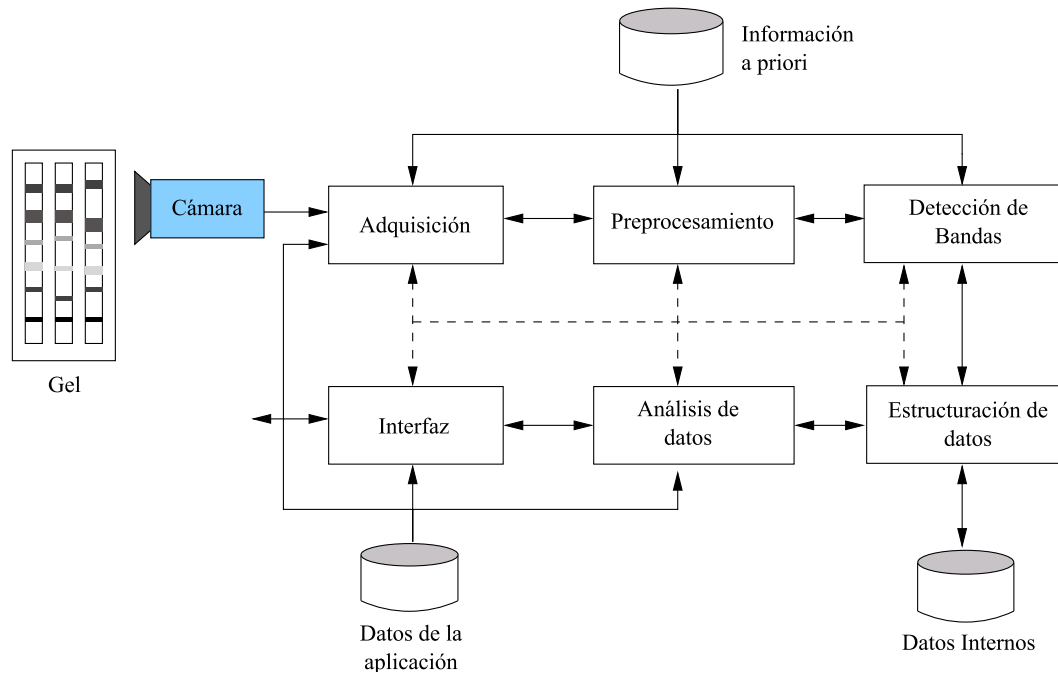 Información
a priori
Cámara
Adquisición
Preprocesamiento
Detección de
Bandas
Gel
Interfaz
Análisis de
datos
Estructuración de
datos
Datos de la
aplicación
Datos Internos